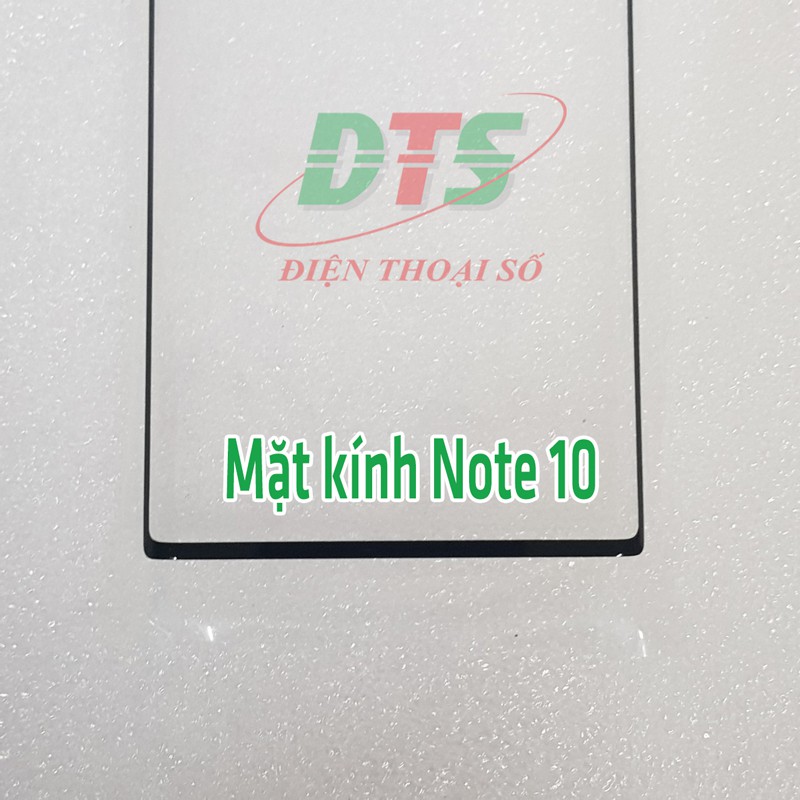 DTS
ĐIỆN THOẠI SỐ
Mặt kính Note 10